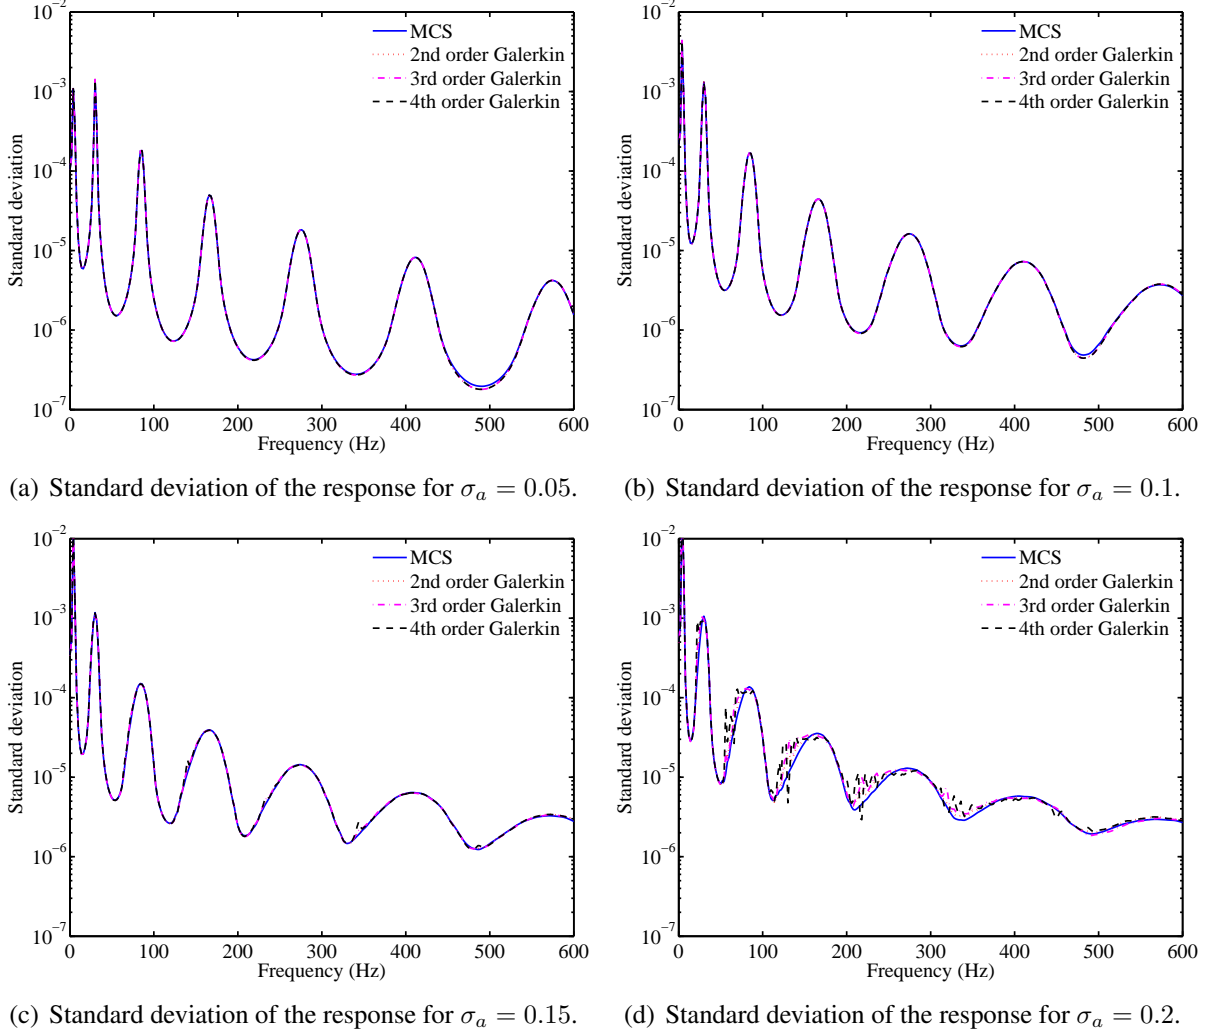 10^-2
10^-3
10^-4
10^-5
10^-6
10^-7
Standard deviation
MCS
2nd order Galerkin
3rd order Galerkin
4th order Galerkin
0 100 200 300 400 500 600
Frequency (Hz)
(a) Standard deviation of the response for σ_a = 0.05.
10^-2
10^-3
10^-4
10^-5
10^-6
10^-7
Standard deviation
MCS
2nd order Galerkin
3rd order Galerkin
4th order Galerkin
0 100 200 300 400 500 600
Frequency (Hz)
(b) Standard deviation of the response for σ_a = 0.1.
10^-2
10^-3
10^-4
10^-5
10^-6
10^-7
Standard deviation
MCS
2nd order Galerkin
3rd order Galerkin
4th order Galerkin
0 100 200 300 400 500 600
Frequency (Hz)
(c) Standard deviation of the response for σ_a = 0.15.
10^-2
10^-3
10^-4
10^-5
10^-6
10^-7
Standard deviation
MCS
2nd order Galerkin
3rd order Galerkin
4th order Galerkin
0 100 200 300 400 500 600
Frequency (Hz)
(d) Standard deviation of the response for σ_a = 0.2.